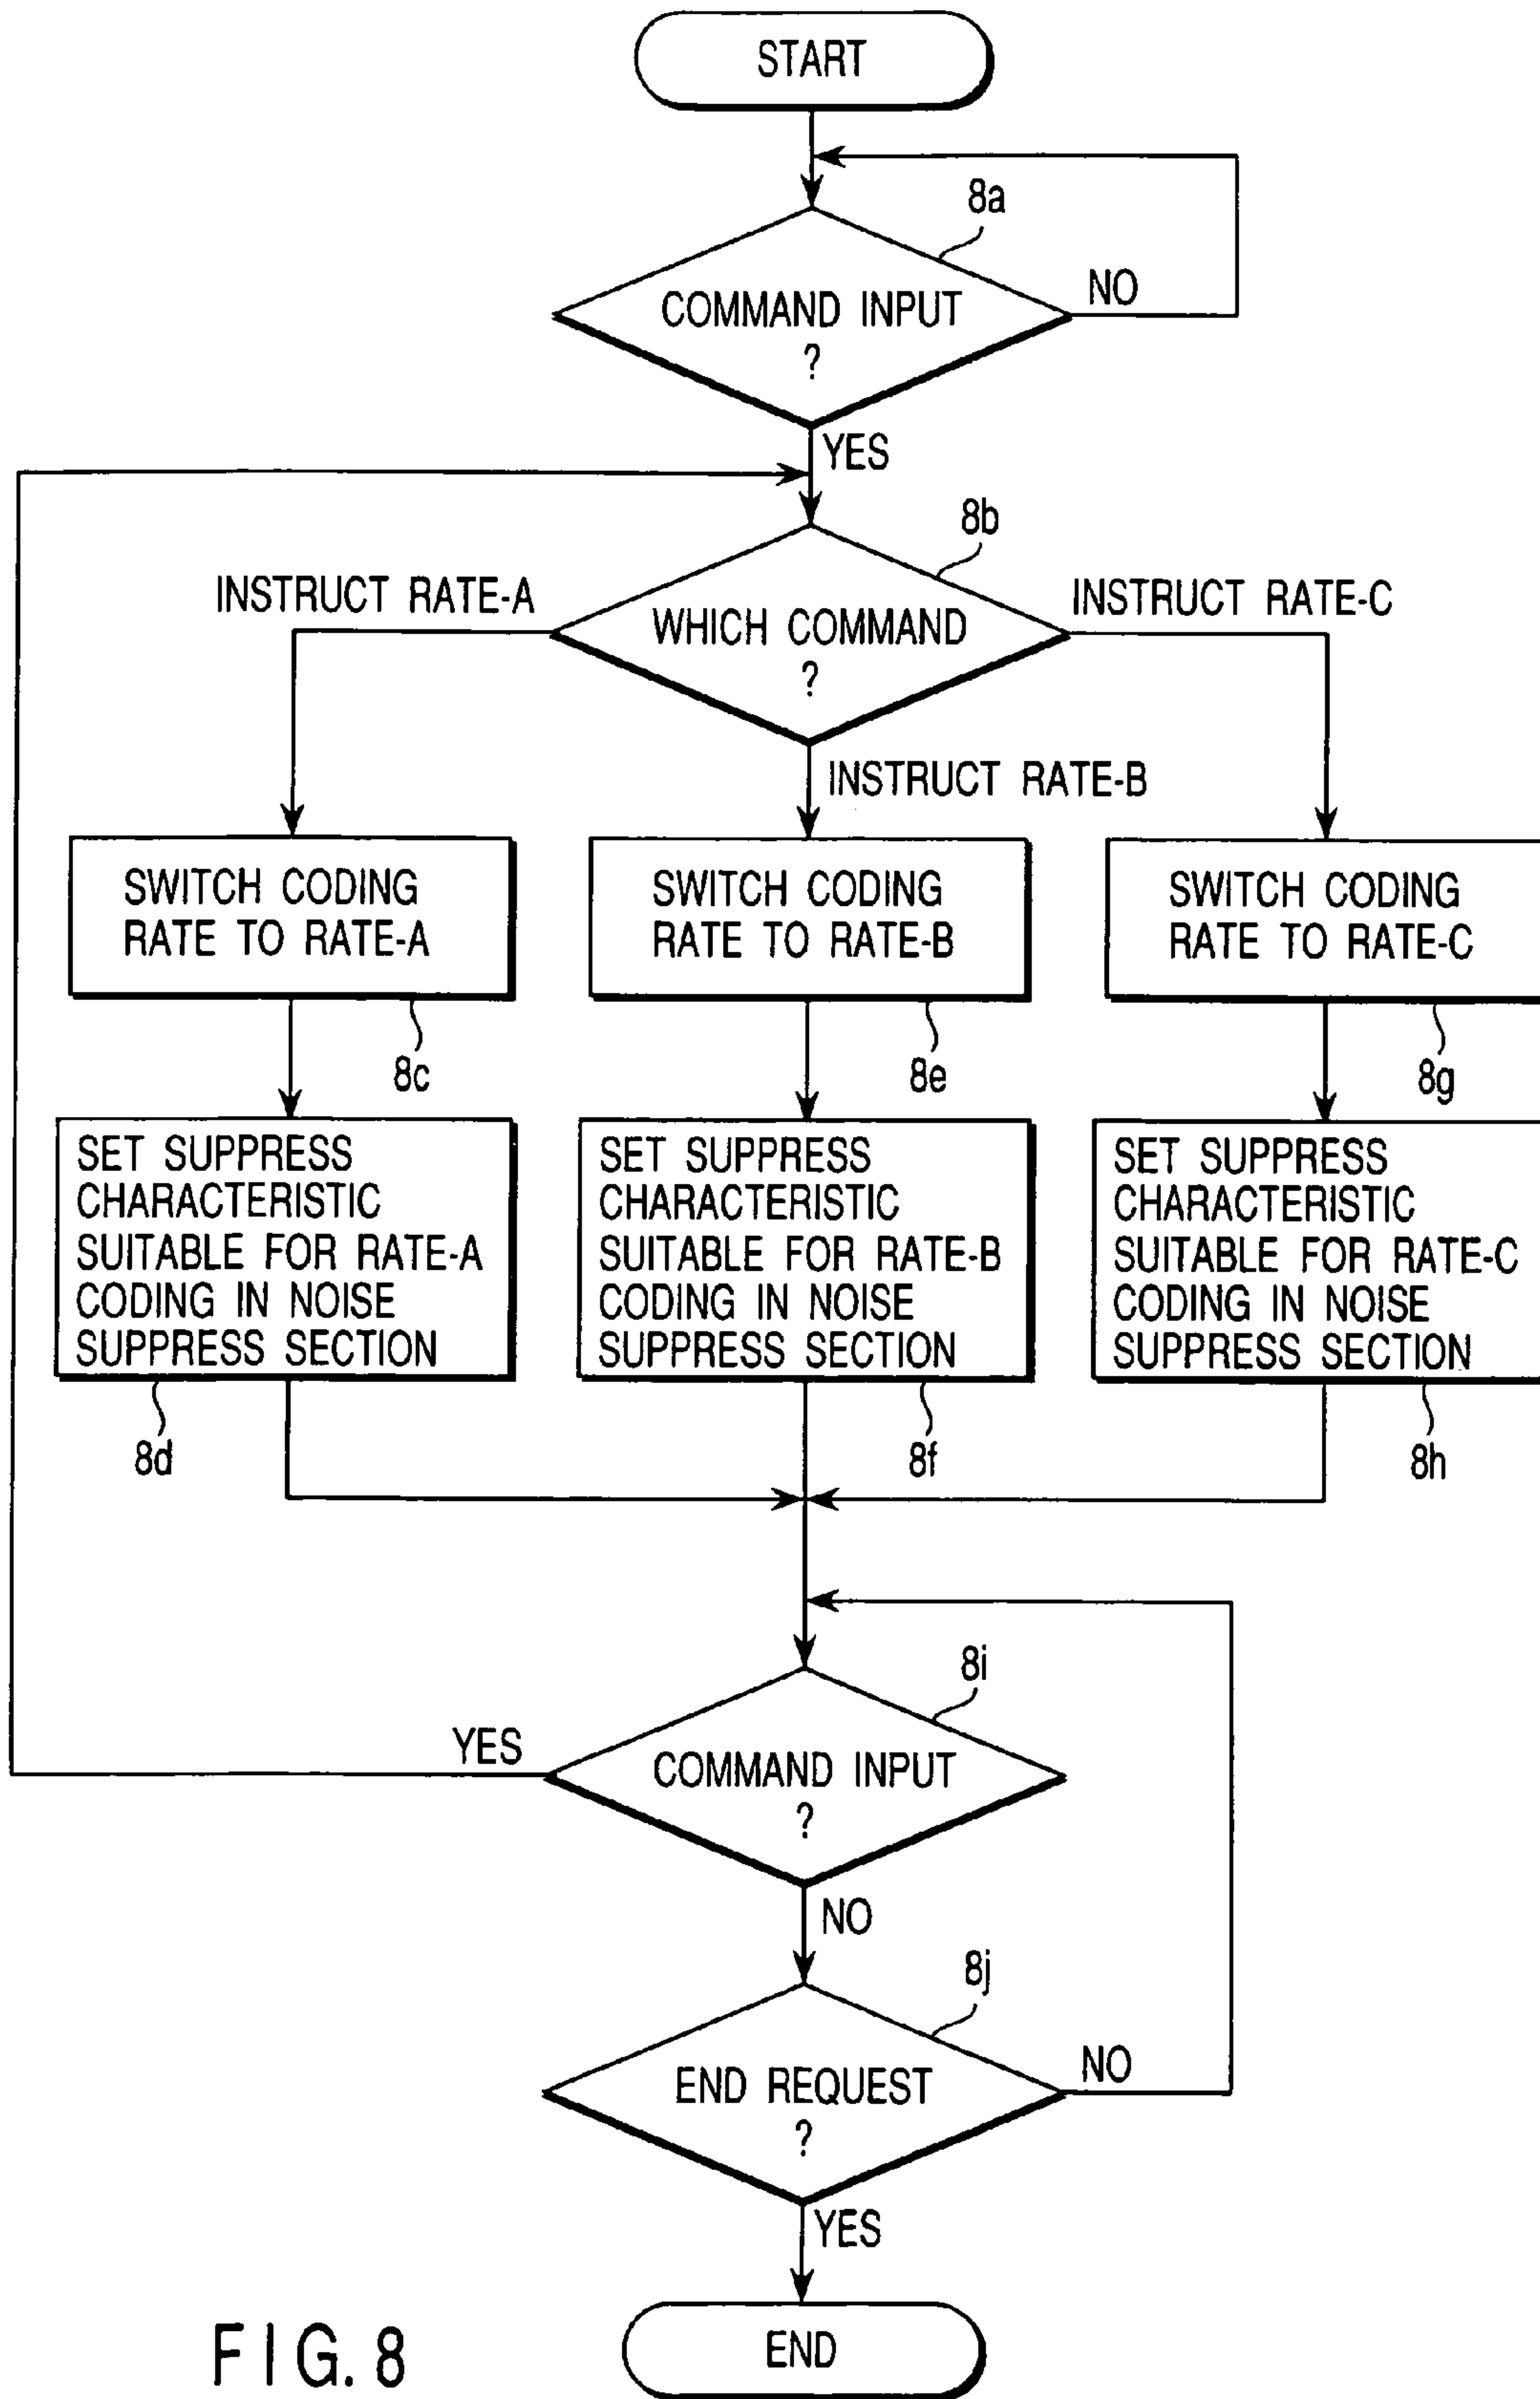 START
8a
COMMAND INPUT
?
NO
YES
8b
INSTRUCT RATE-A
INSTRUCT RATE-C
WHICH COMMAND
?
INSTRUCT RATE-B
SWITCH CODING
RATE TO RATE-A
8c
SWITCH CODING
RATE TO RATE-B
8e
SWITCH CODING
RATE TO RATE-C
8g
SET SUPPRESS
CHARACTERISTIC
SUITABLE FOR RATE-A
CODING IN NOISE
SUPPRESS SECTION
8d
SET SUPPRESS
CHARACTERISTIC
SUITABLE FOR RATE-B
CODING IN NOISE
SUPPRESS SECTION
8f
SET SUPPRESS
CHARACTERISTIC
SUITABLE FOR RATE-C
CODING IN NOISE
SUPPRESS SECTION
8h
8i
YES
COMMAND INPUT
?
NO
8j
END REQUEST
?
NO
YES
END
FIG. 8